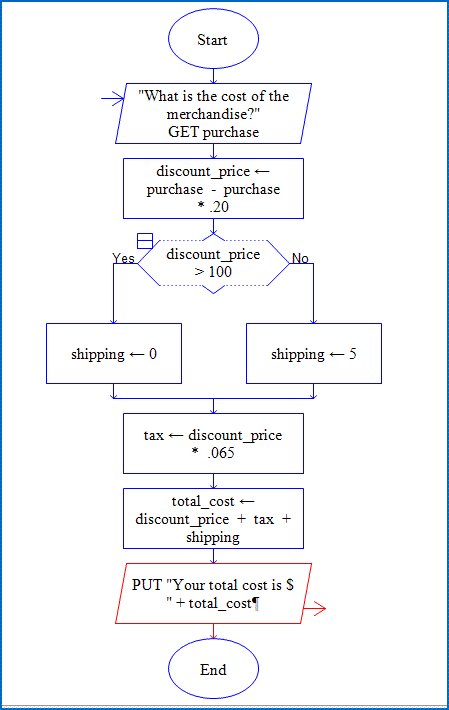 Start
"What is the cost of the
merchandise?"
GET purchase
discount_price ←
purchase - purchase
* .20
discount_price
> 100
Yes
No
shipping ← 0
shipping ← 5
tax ← discount_price
* .065
total_cost ←
discount_price + tax +
shipping
PUT "Your total cost is $
" + total_cost¶
End